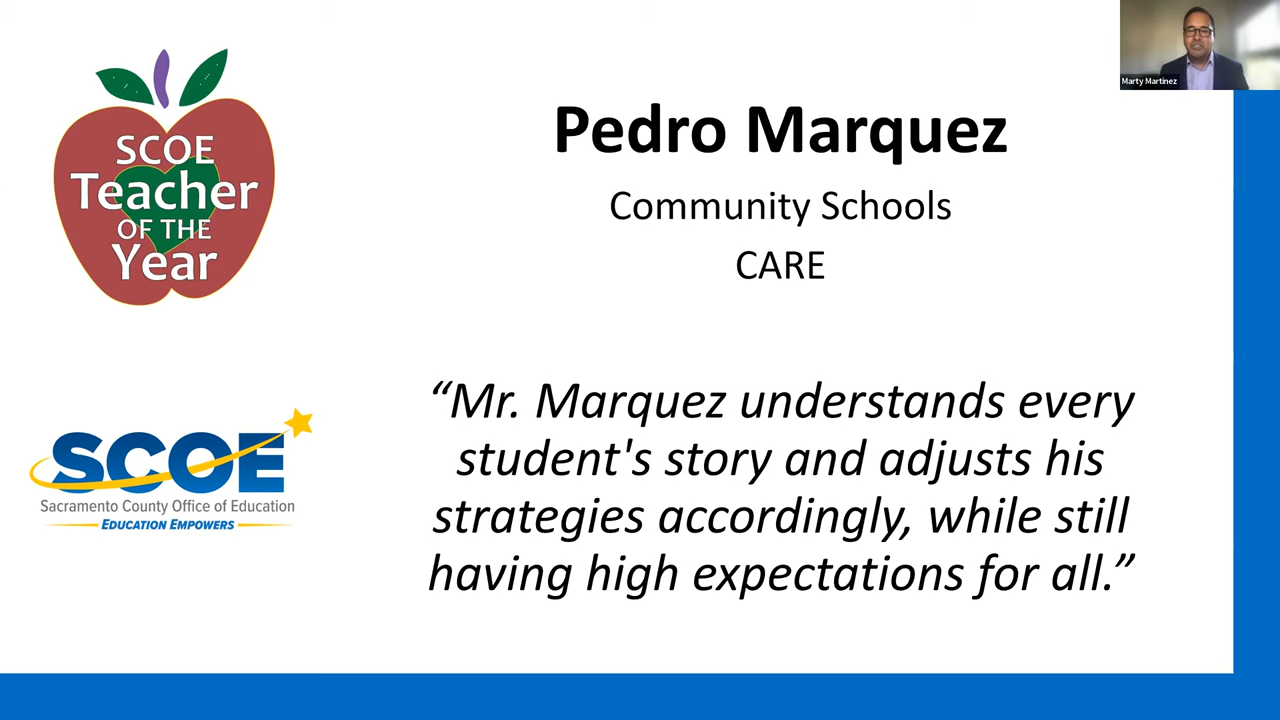 SCOE
Teacher
OF THE
Year
Marty Martinez
Pedro Marquez
Community Schools
CARE
“Mr. Marquez understands every
student's story and adjusts his
strategies accordingly, while still
having high expectations for all.”
SCOE
Sacramento County Office of Education
EDUCATION EMPOWERS